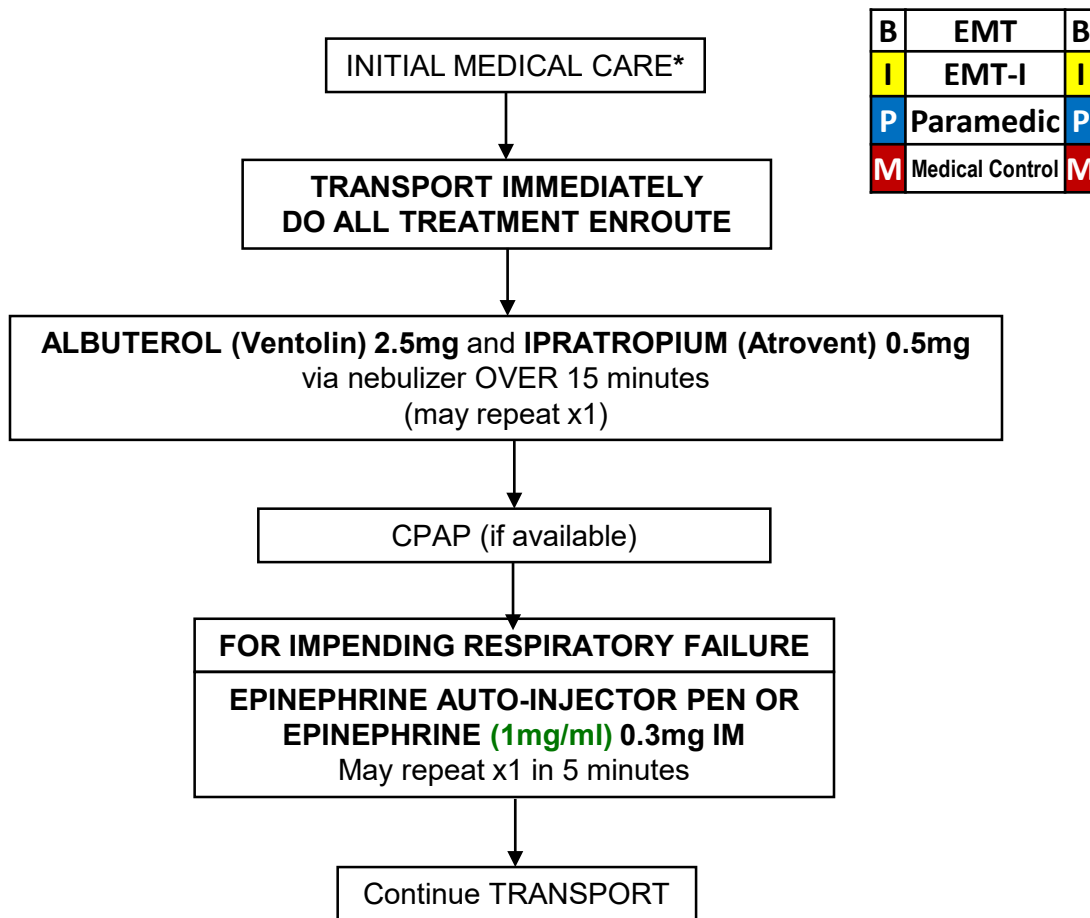 INITIAL MEDICAL CARE*
B EMT B
I EMT-I I
P Paramedic P
M Medical Control M
TRANSPORT IMMEDIATELY
DO ALL TREATMENT ENROUTE
ALBUTEROL (Ventolin) 2.5mg and IPRATROPIUM (Atrovent) 0.5mg
via nebulizer OVER 15 minutes
(may repeat x1)
CPAP (if available)
FOR IMPENDING RESPIRATORY FAILURE
EPINEPHRINE AUTO-INJECTOR PEN OR
EPINEPHRINE (1mg/ml) 0.3mg IM
May repeat x1 in 5 minutes
Continue TRANSPORT